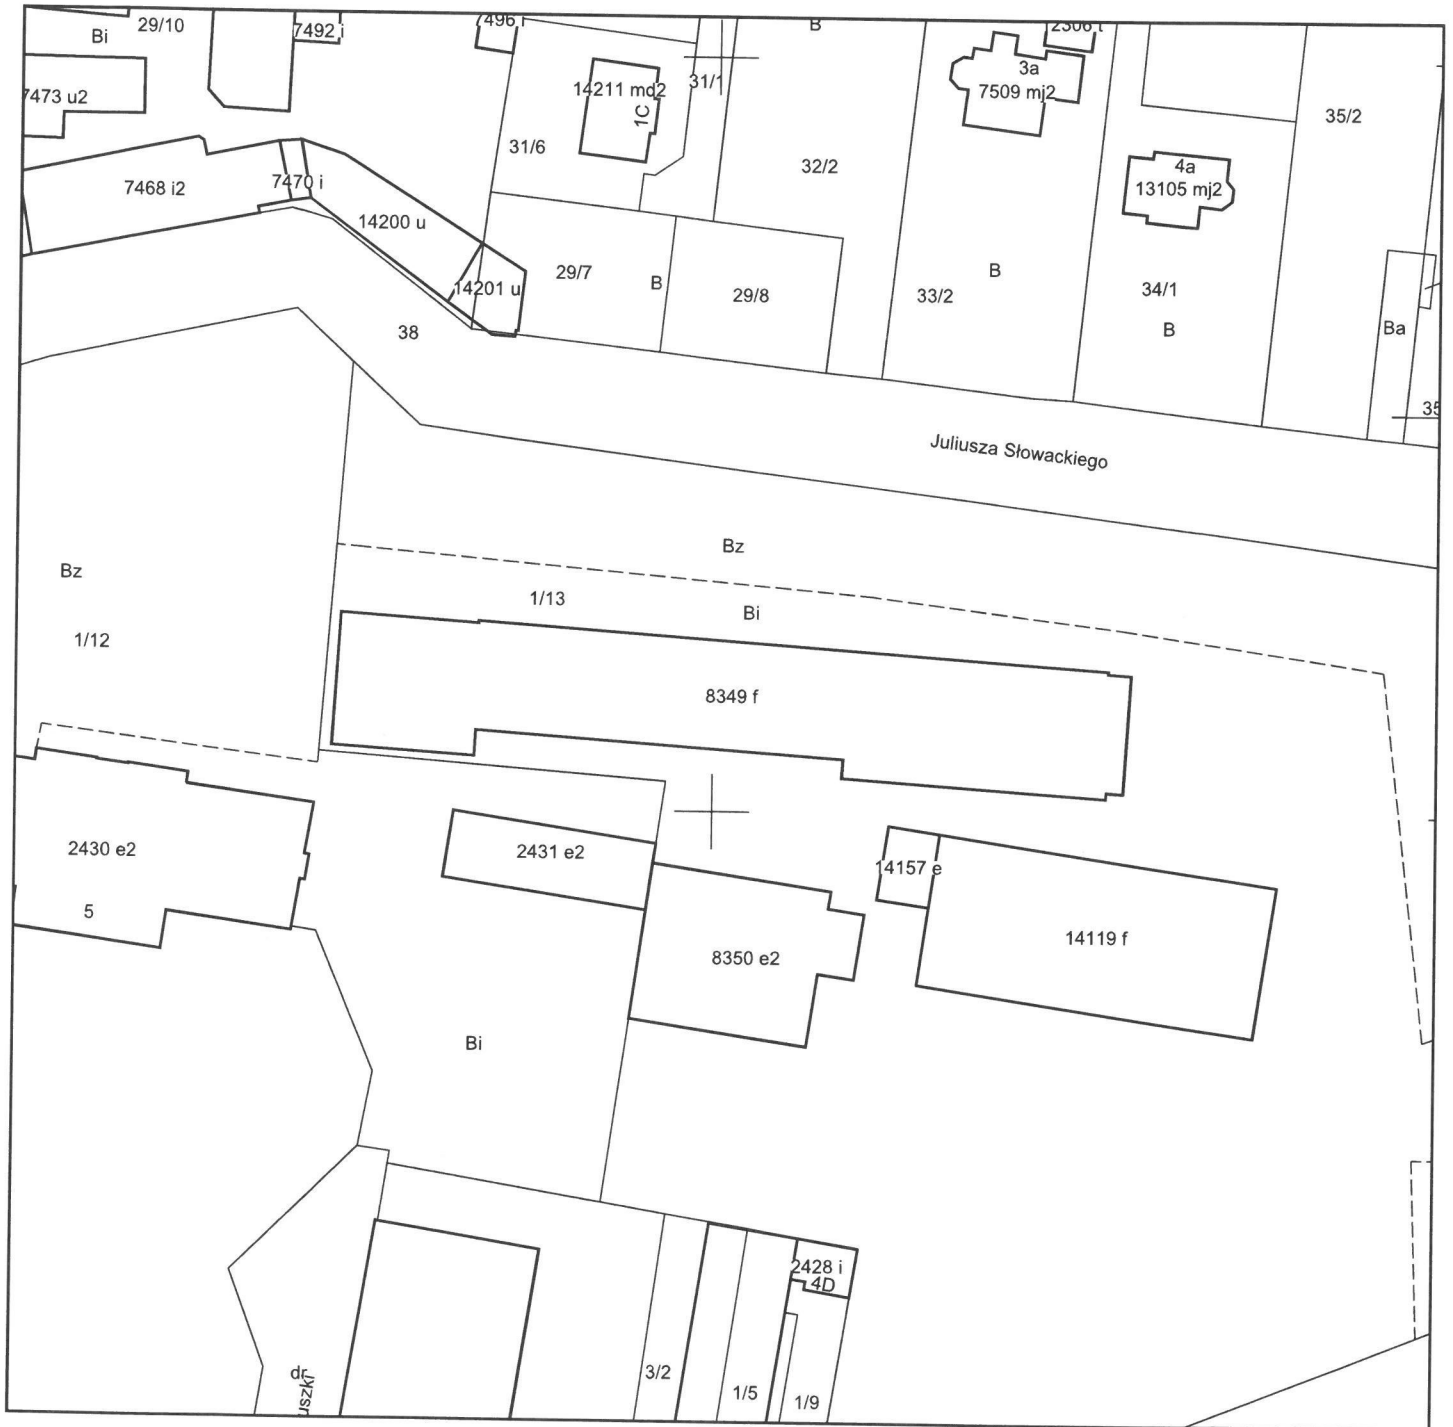 29/10
Bi
7492 i
7496 i
B
2306 t
7473 u2
14211 md2
1C
31/1
3a
7509 mj2
35/2
31/6
32/2
4a
13105 mj2
7468 i2
7470 i
14200 u
14201 u
29/7
B
29/8
B
33/2
34/1
B
Ba
38
35
Juliusza Słowackiego
Bz
Bz
1/13
Bi
1/12
8349 f
2430 e2
5
2431 e2
14157 e
14119 f
8350 e2
Bi
2428 i
4D
3/2
dr
uszki
1/5
1/9